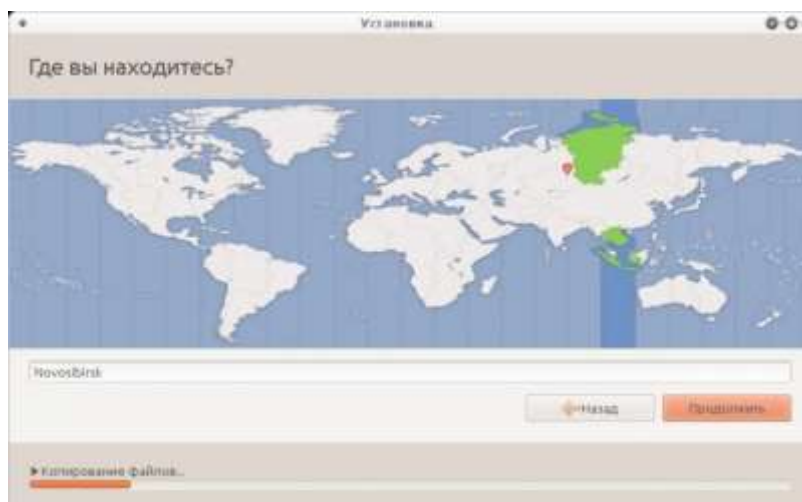 Установка
Где вы находитесь?
Novosibirsk
Назад
Продолжить
Копирование файлов...